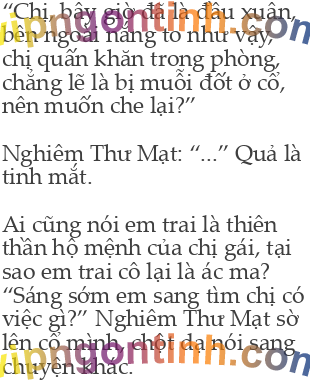 “Chị, bây giờ đã là đầu xuân,
bên ngoài nắng to như vậy,
chị quấn khăn trong phòng,
chẳng lẽ là bị muỗi đốt ở cổ,
nên muốn che lại?”
Nghiêm Thư Mạt: “...” Quả là
tinh mắt.
Ai cũng nói em trai là thiên
thần hộ mệnh của chị gái, tại
sao em trai cô lại là ác ma?
“Sáng sớm em sang tìm chị có
việc gì?” Nghiêm Thư Mạt sờ
lên cổ mình, chột dạ nói sang
chuyện khác.
vipngontinh.com
vipngontinh.com